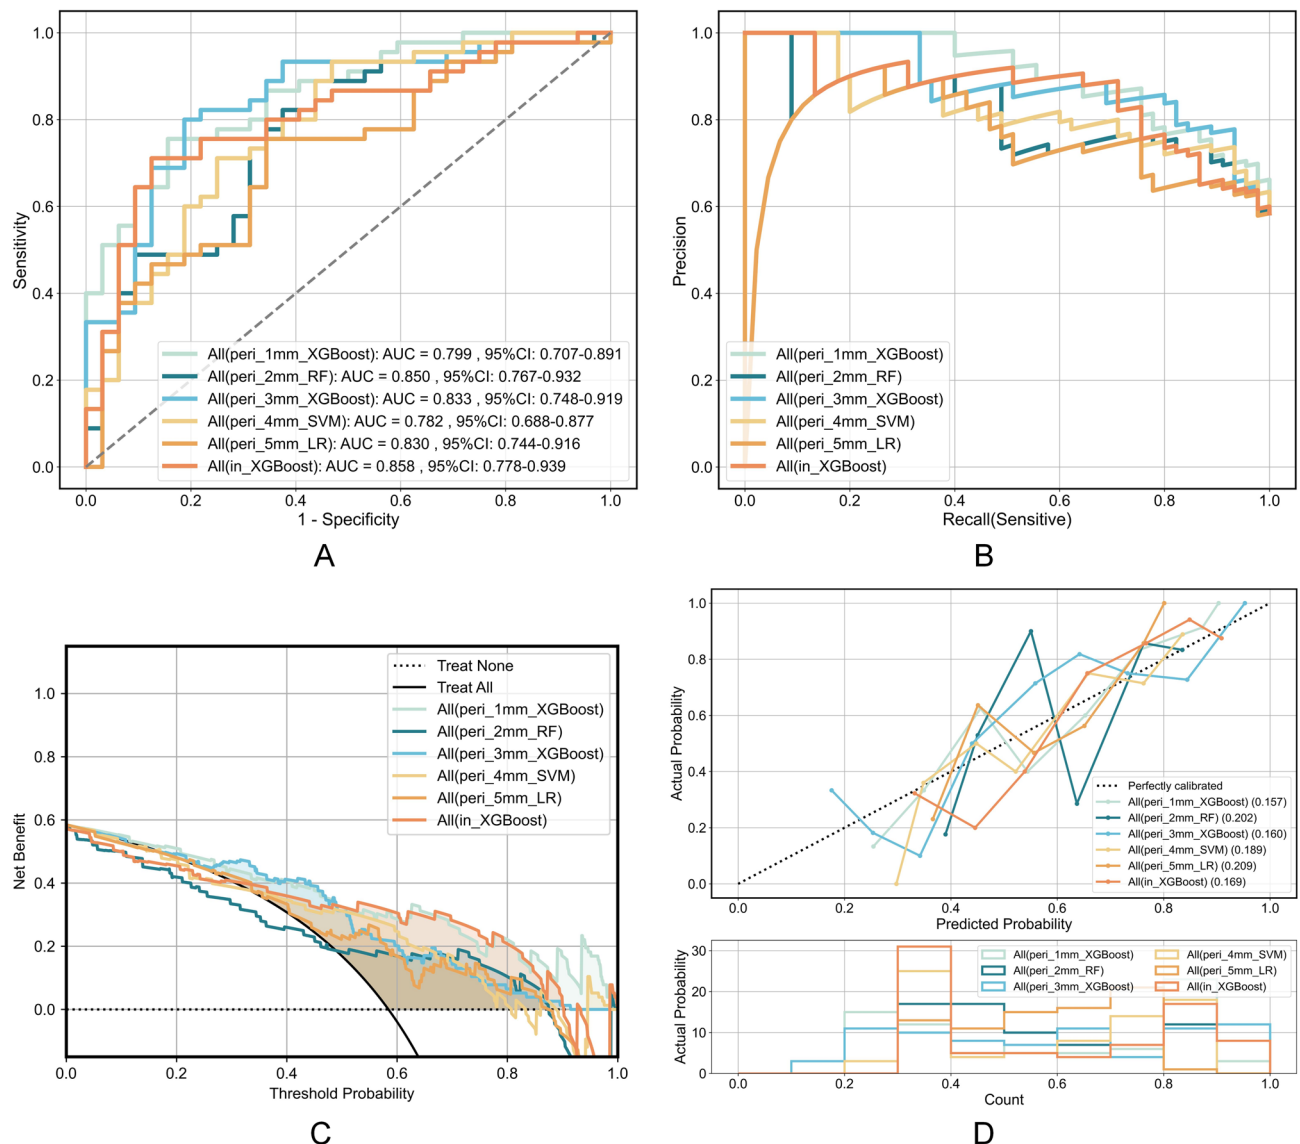 1.0
0.8
0.6
0.4
0.2
0.0
Sensitivity
All(peri_1mm_XGBoost): AUC = 0.799 , 95%CI: 0.707-0.891
All(peri_2mm_RF): AUC = 0.850 , 95%CI: 0.767-0.932
All(peri_3mm_XGBoost): AUC = 0.833 , 95%CI: 0.748-0.919
All(peri_4mm_SVM): AUC = 0.782 , 95%CI: 0.688-0.877
All(peri_5mm_LR): AUC = 0.830 , 95%CI: 0.744-0.916
All(in_XGBoost): AUC = 0.858 , 95%CI: 0.778-0.939
0.0 0.2 0.4 0.6 0.8 1.0
1 - Specificity
A
1.0
0.8
0.6
0.4
0.2
0.0
Precision
All(peri_1mm_XGBoost)
All(peri_2mm_RF)
All(peri_3mm_XGBoost)
All(peri_4mm_SVM)
All(peri_5mm_LR)
All(in_XGBoost)
0.0 0.2 0.4 0.6 0.8 1.0
Recall(Sensitive)
B
1.0
0.8
0.6
0.4
0.2
0.0
Net Benefit
Treat None
Treat All
All(peri_1mm_XGBoost)
All(peri_2mm_RF)
All(peri_3mm_XGBoost)
All(peri_4mm_SVM)
All(peri_5mm_LR)
All(in_XGBoost)
0.0 0.2 0.4 0.6 0.8 1.0
Threshold Probability
C
1.0
0.8
0.6
0.4
0.2
0.0
Actual Probability
Perfectly calibrated
All(peri_1mm_XGBoost) (0.157)
All(peri_2mm_RF) (0.202)
All(peri_3mm_XGBoost) (0.160)
All(peri_4mm_SVM) (0.189)
All(peri_5mm_LR) (0.209)
All(in_XGBoost) (0.169)
0.0 0.2 0.4 0.6 0.8 1.0
Predicted Probability
30
20
10
0
Actual Probability
All(peri_1mm_XGBoost) All(peri_4mm_SVM)
All(peri_2mm_RF) All(peri_5mm_LR)
All(peri_3mm_XGBoost) All(in_XGBoost)
0.0 0.2 0.4 0.6 0.8 1.0
Count
D